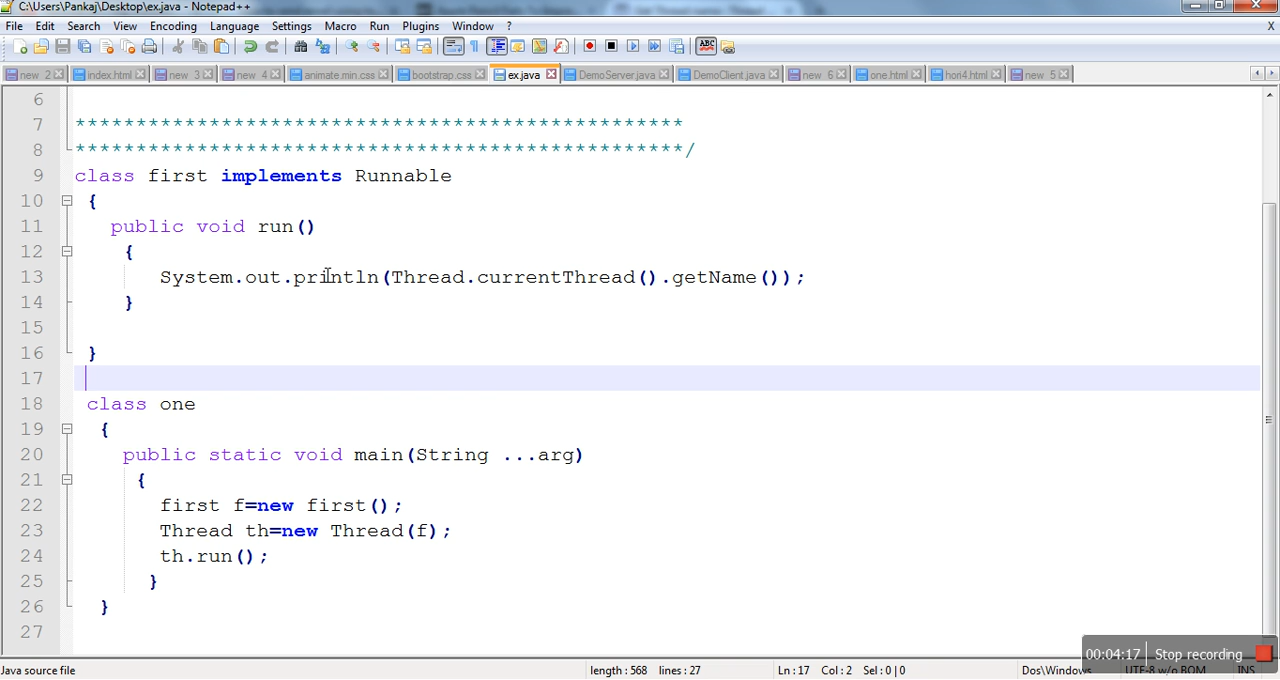 C:\Users\Pankaj\Desktop\ex.java - Notepad++
File Edit Search View Encoding Language Settings Macro Run Plugins Window ? X
new 2 index.html new 3 new 4 animate.min.css bootstrap.css ex.java DemoServer.java DemoClient.java new 6 one.html hori4.html new 5
6
7 **************************************************
8 **************************************************/
9 class first implements Runnable
10 {
11 public void run()
12 {
13 System.out.println(Thread.currentThread().getName());
14 }
15
16 }
17
18 class one
19 {
20 public static void main(String ...arg)
21 {
22 first f=new first();
23 Thread th=new Thread(f);
24 th.run();
25 }
26 }
27
00:04:17 Stop recording
Java source file length : 568 lines : 27 Ln : 17 Col : 2 Sel : 0 | 0 Dos\Windows UTF-8 w/o BOM INS